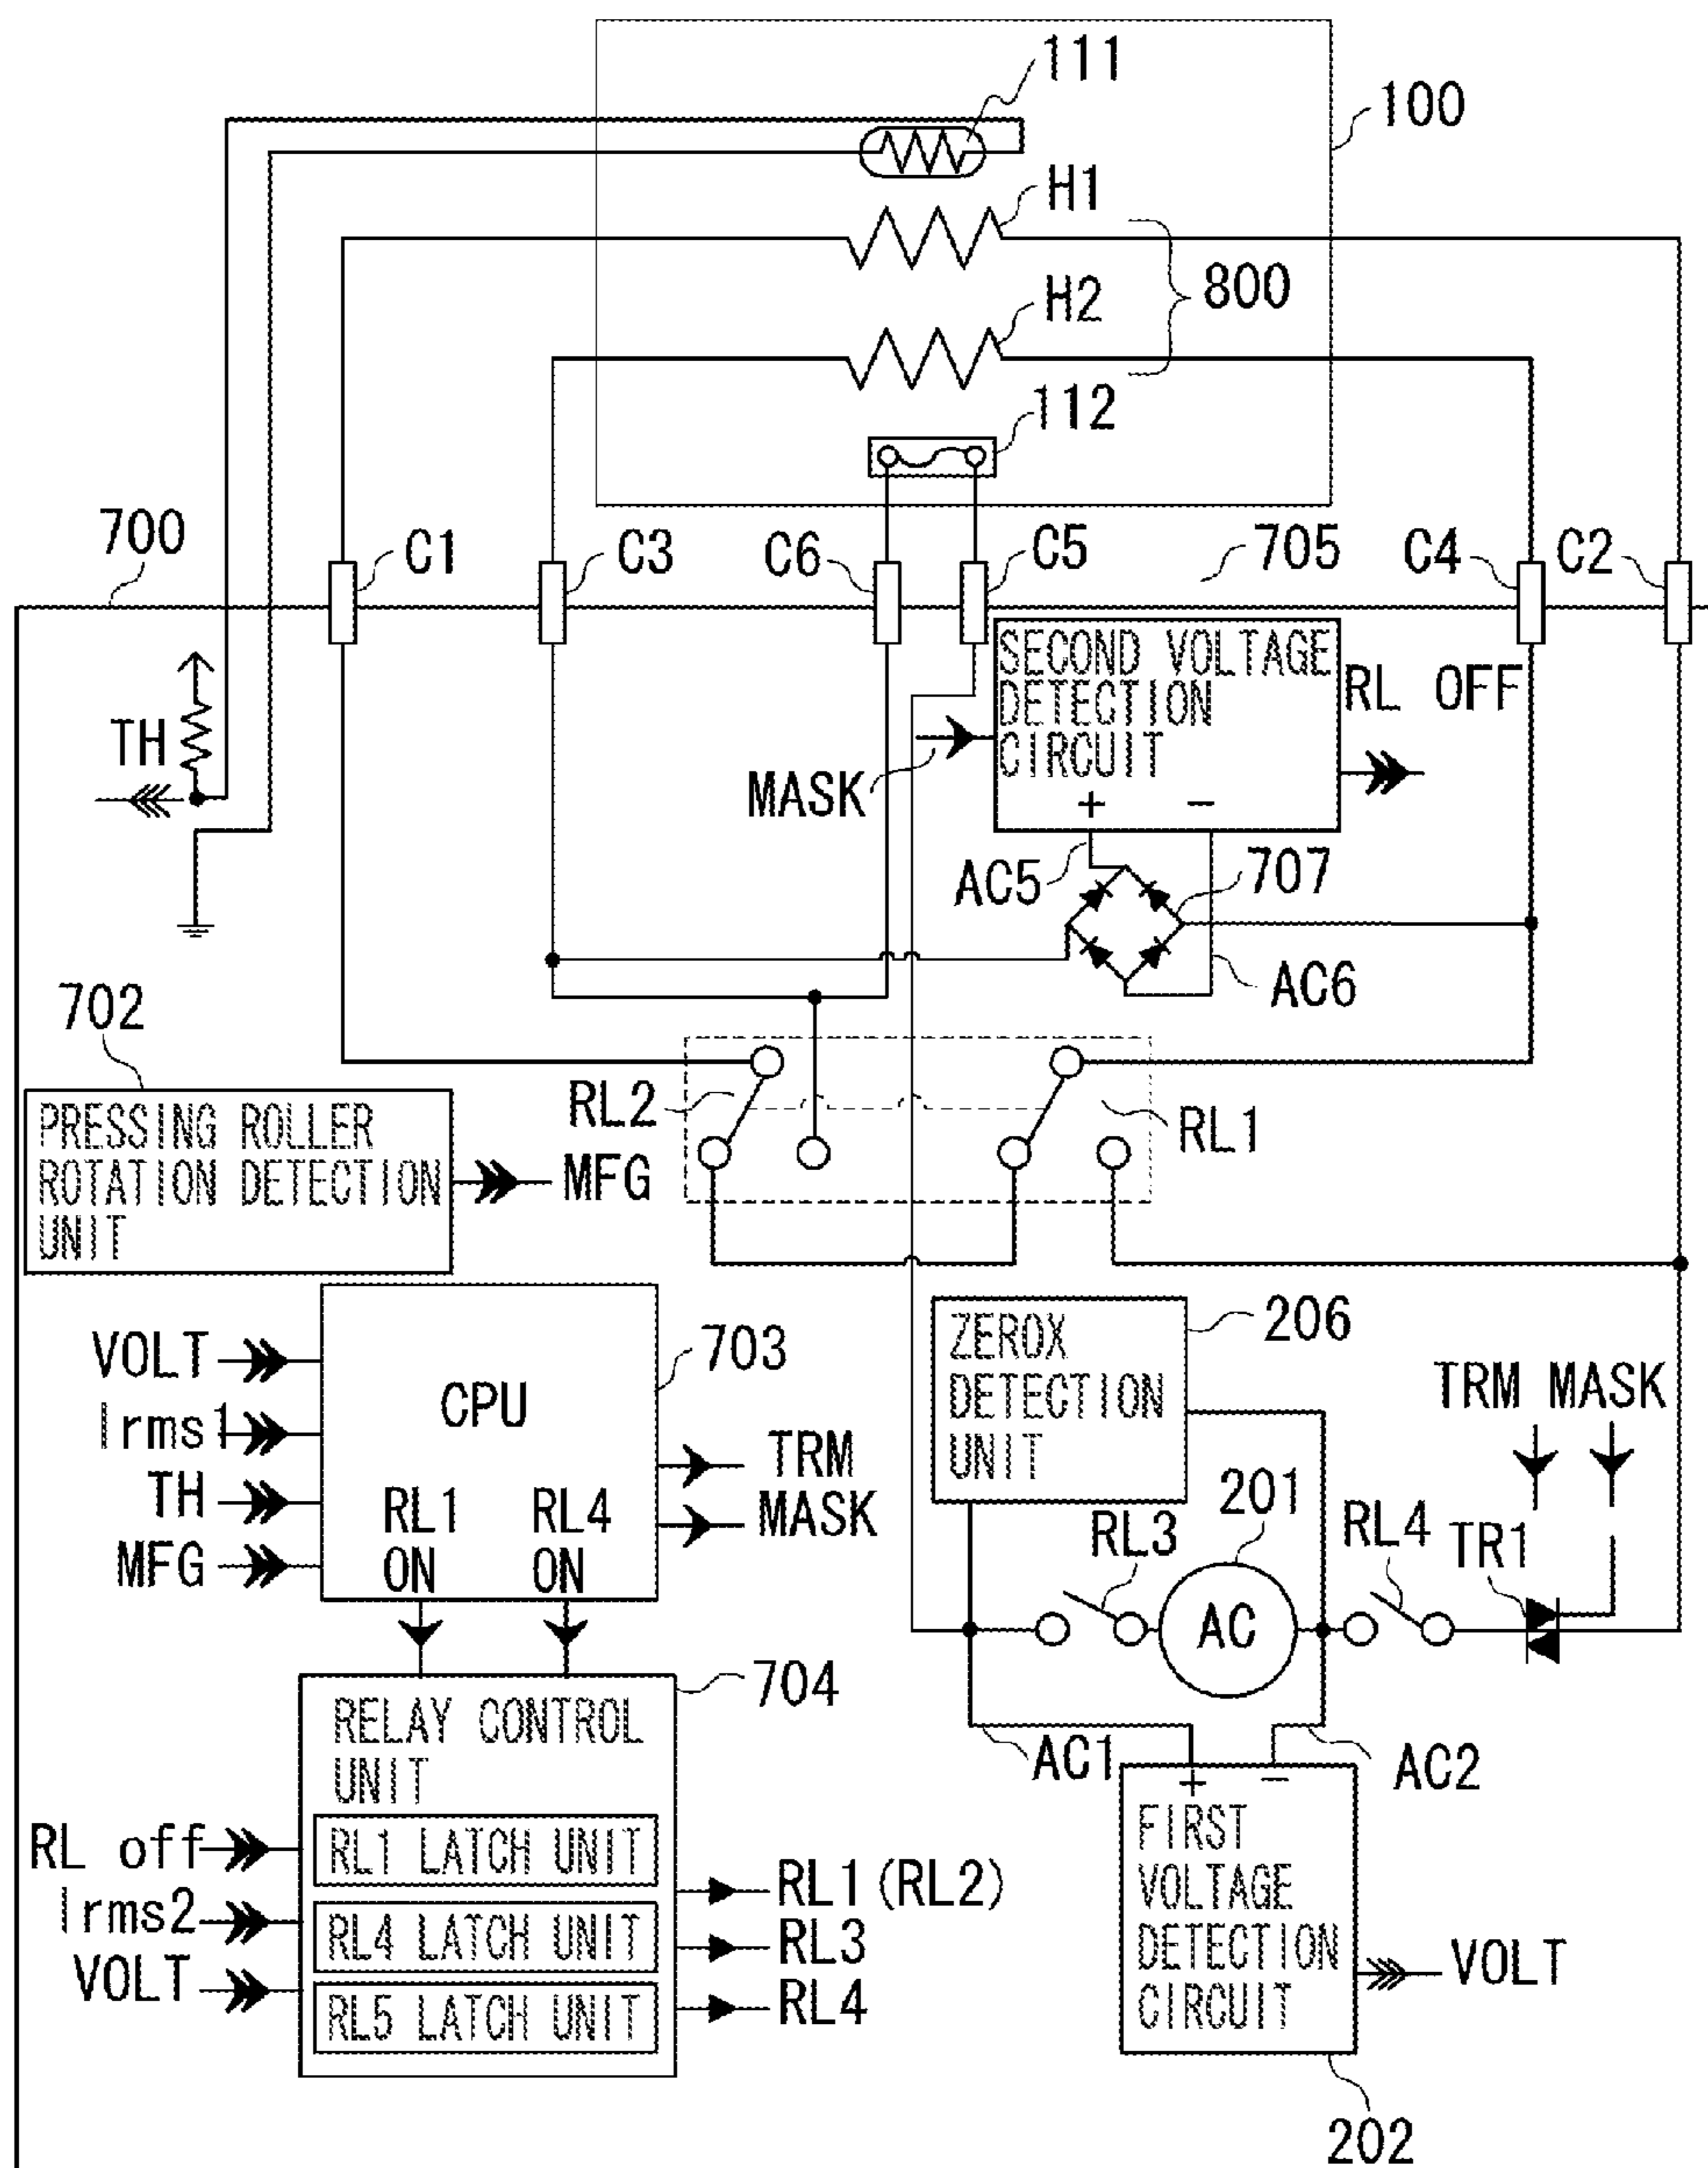 111
100
H1
800
H2
112
700
C1
C3
C6
C5
705
C4
C2
SECOND VOLTAGE
DETECTION
CIRCUIT
+ −
RL OFF
TH
MASK
AC5
707
AC6
702
PRESSING ROLLER
ROTATION DETECTION
UNIT
MFG
RL2
RL1
VOLT
Irms1
TH
MFG
703
CPU
RL1
ON
RL4
ON
TRM
MASK
206
ZEROX
DETECTION
UNIT
TRM MASK
201
RL3
AC
RL4
TR1
704
RELAY CONTROL
UNIT
RL1 LATCH UNIT
RL4 LATCH UNIT
RL5 LATCH UNIT
RL off
Irms2
VOLT
RL1 (RL2)
RL3
RL4
AC1
AC2
+ −
FIRST
VOLTAGE
DETECTION
CIRCUIT
VOLT
202